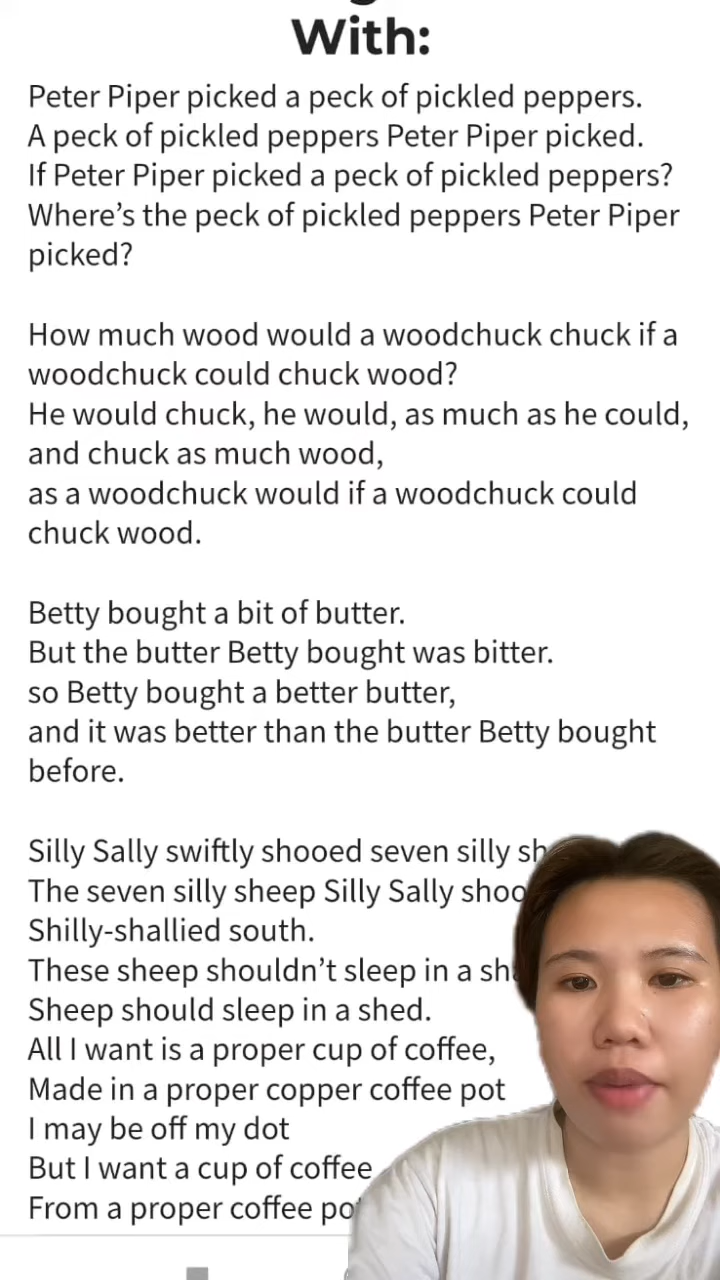 With:
Peter Piper picked a peck of pickled peppers.
A peck of pickled peppers Peter Piper picked.
If Peter Piper picked a peck of pickled peppers?
Where’s the peck of pickled peppers Peter Piper
picked?
How much wood would a woodchuck chuck if a
woodchuck could chuck wood?
He would chuck, he would, as much as he could,
and chuck as much wood,
as a woodchuck would if a woodchuck could
chuck wood.
Betty bought a bit of butter.
But the butter Betty bought was bitter.
so Betty bought a better butter,
and it was better than the butter Betty bought
before.
Silly Sally swiftly shooed seven silly
The seven silly sheep Silly Sally
Shilly-shallied south.
These sheep shouldn’t sleep in a
Sheep should sleep in a shed.
All I want is a proper cup of coffee,
Made in a proper copper coffee pot
I may be off my dot
But I want a cup of coffee
From a proper coffee